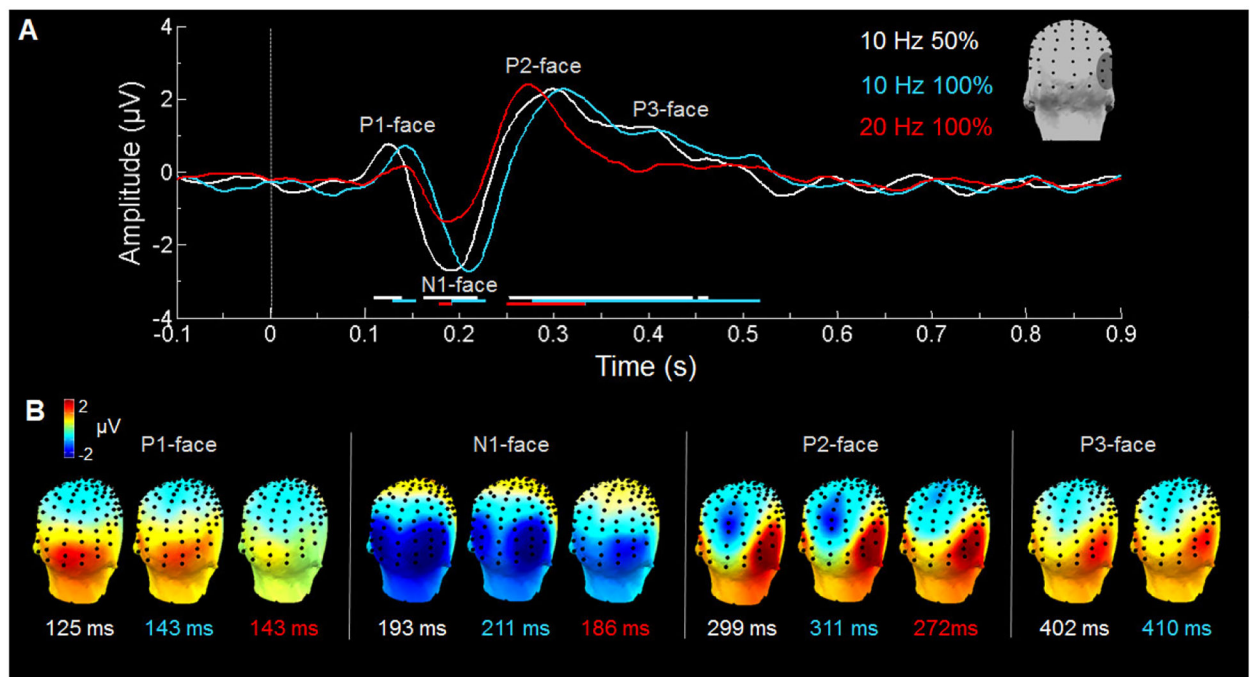 A
4
2
0
-2
-4
Amplitude (µV)
P1-face
N1-face
P2-face
P3-face
10 Hz 50%
10 Hz 100%
20 Hz 100%
-0.1 0 0.1 0.2 0.3 0.4 0.5 0.6 0.7 0.8 0.9
Time (s)
B
2
µV
-2
P1-face N1-face P2-face P3-face
125 ms 143 ms 143 ms 193 ms 211 ms 186 ms 299 ms 311 ms 272ms 402 ms 410 ms